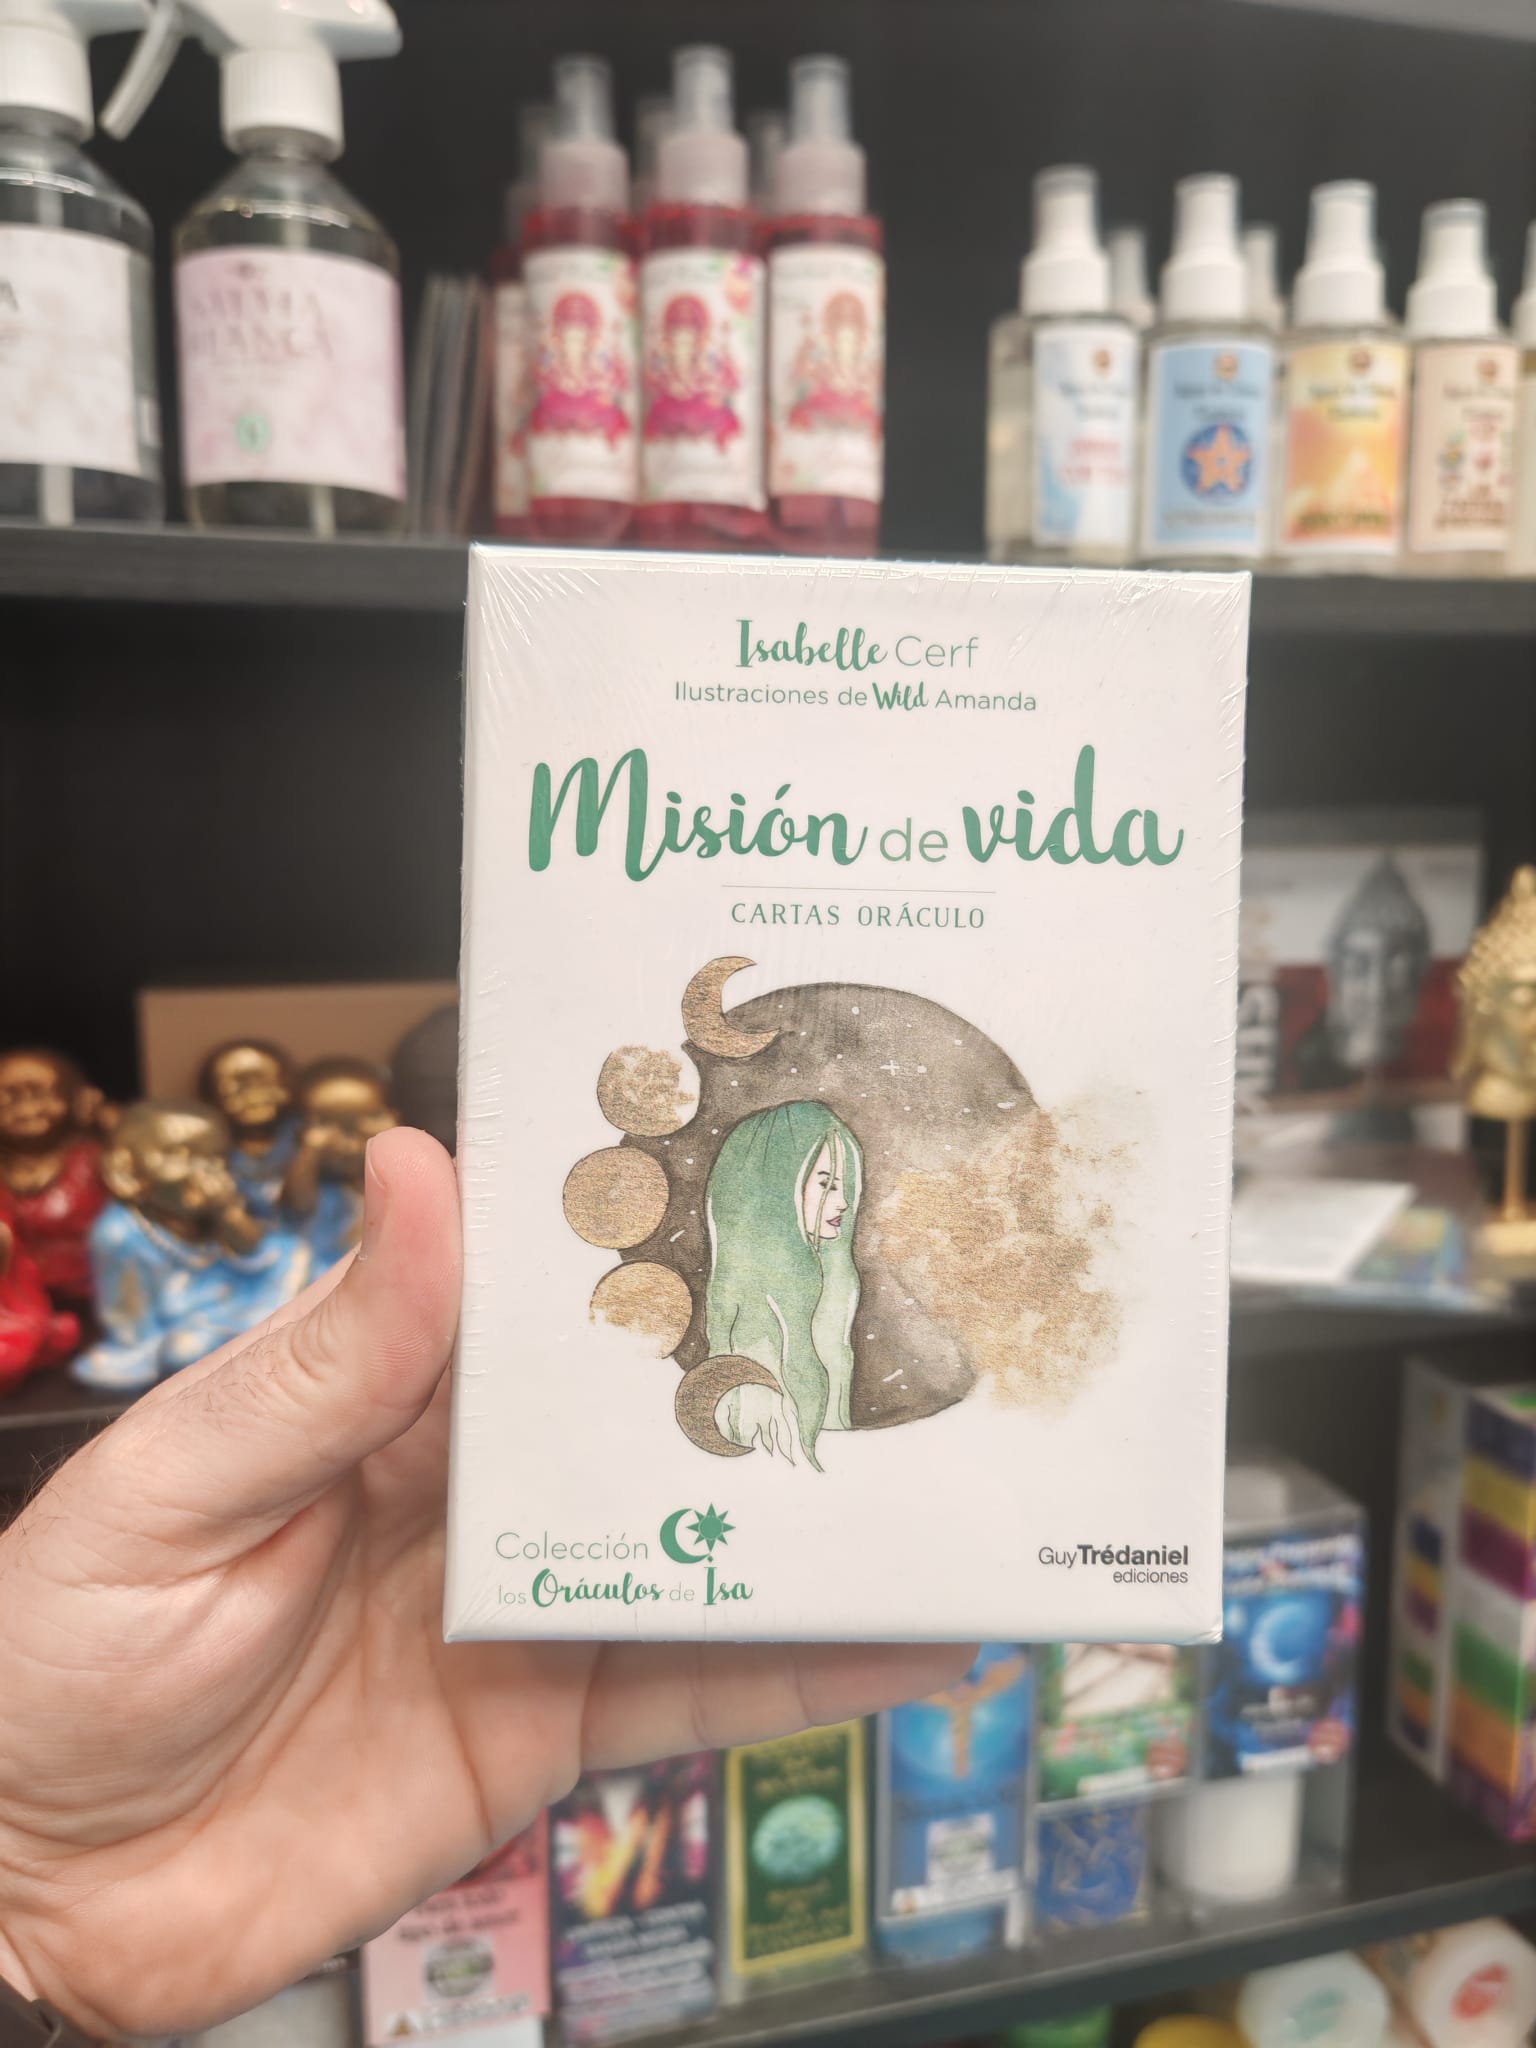 Isabelle Cerf
Ilustraciones de Wild Amanda
Misión de vida
CARTAS ORÁCULO
Colección
los Oráculos de Isa
GuyTrédaniel
ediciones